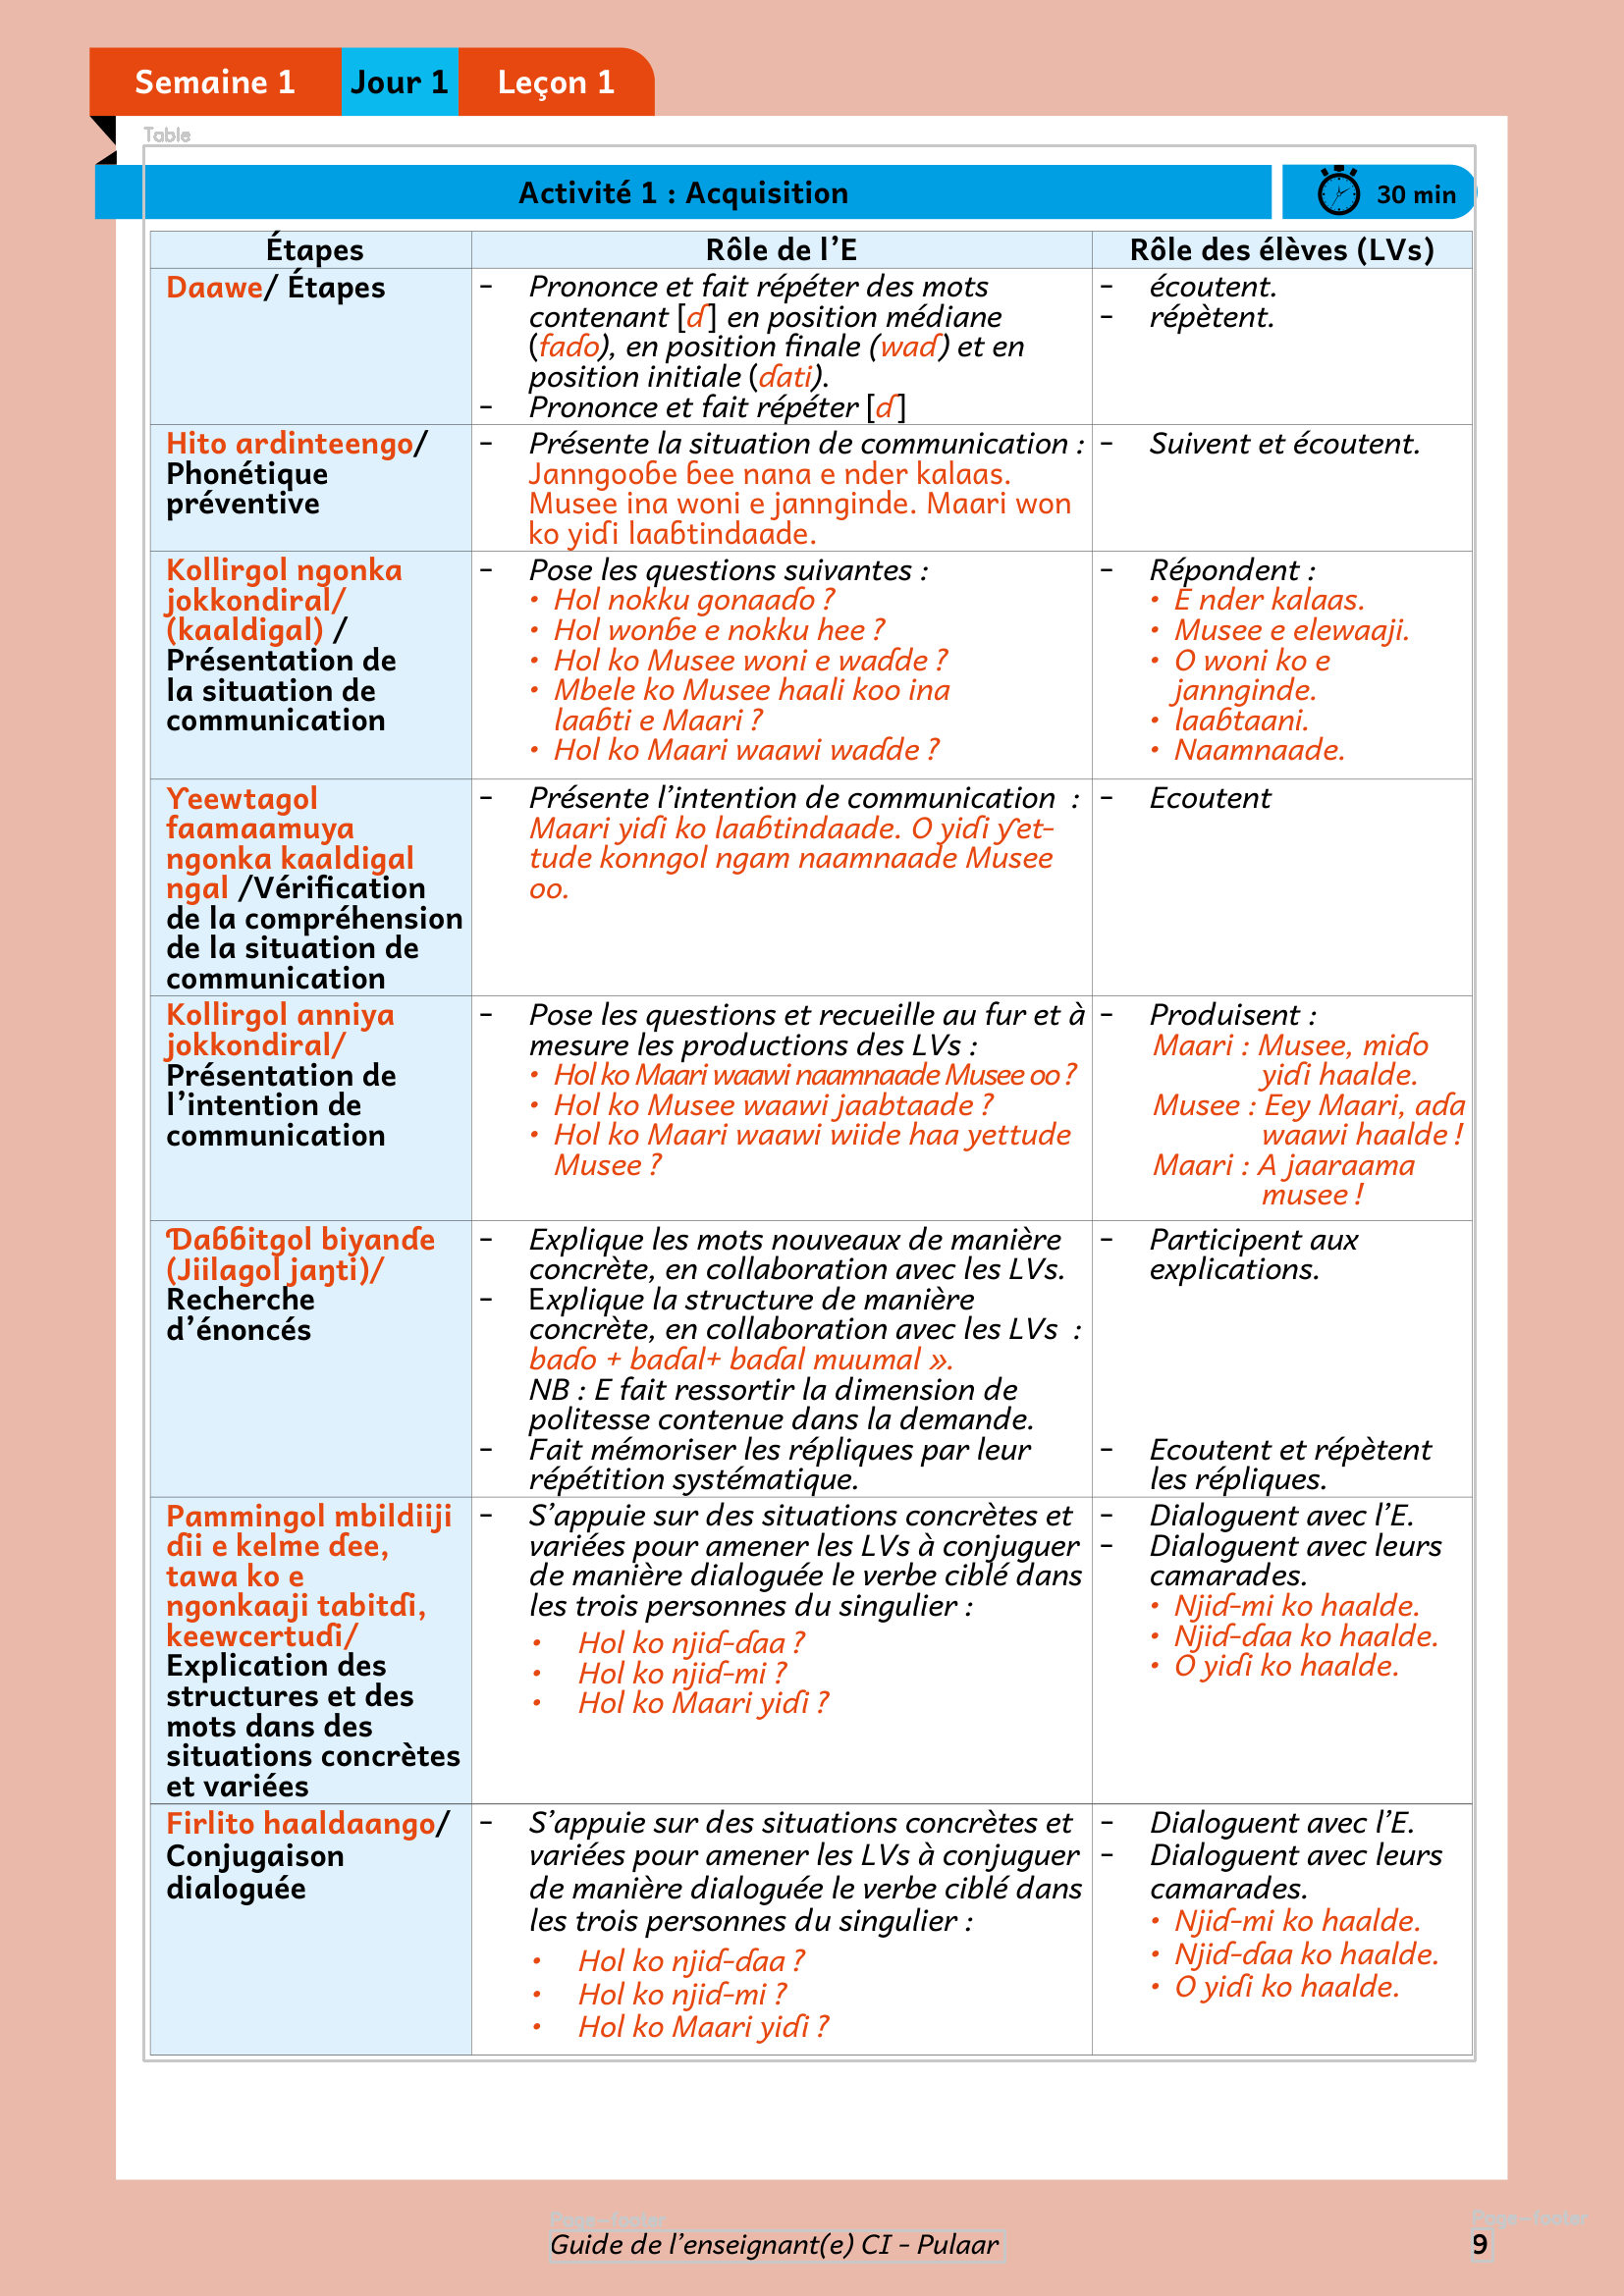 Semaine 1 Jour 1 Leçon 1
Table
Activité 1 : Acquisition 30 min
Étapes Rôle de l'E Rôle des élèves (LVs)
Daawe/ Étapes
– Prononce et fait répéter des mots
contenant [ɗ] en position médiane
(faɗo), en position finale (waɗ) et en
position initiale (ɗati).
– Prononce et fait répéter [ɗ]
– écoutent.
– répètent.
Hito ardinteengo/
Phonétique
préventive
– Présente la situation de communication :
Janngooɓe ɓee nana e nder kalaas.
Musee ina woni e jannginde. Maari won
ko yiɗi laaɓtindaade.
– Suivent et écoutent.
Kollirgol ngonka
jokkondiral/
(kaaldigal) /
Présentation de
la situation de
communication
– Pose les questions suivantes :
• Hol nokku gonaaɗo ?
• Hol wonɓe e nokku hee ?
• Hol ko Musee woni e waɗde ?
• Mbele ko Musee haali koo ina
laaɓti e Maari ?
• Hol ko Maari waawi waɗde ?
– Répondent :
• E nder kalaas.
• Musee e elewaaji.
• O woni ko e
jannginde.
• laaɓtaani.
• Naamnaade.
Ƴeewtagol
faamaamuya
ngonka kaaldigal
ngal /Vérification
de la compréhension
de la situation de
communication
– Présente l'intention de communication :
Maari yiɗi ko laaɓtindaade. O yiɗi ƴet-
tude konngol ngam naamnaade Musee
oo.
– Ecoutent
Kollirgol anniya
jokkondiral/
Présentation de
l'intention de
communication
– Pose les questions et recueille au fur et à
mesure les productions des LVs :
• Hol ko Maari waawi naamnaade Musee oo ?
• Hol ko Musee waawi jaabtaade ?
• Hol ko Maari waawi wiide haa yettude
Musee ?
– Produisent :
Maari : Musee, miɗo
yiɗi haalde.
Musee : Eey Maari, aɗa
waawi haalde !
Maari : A jaaraama
musee !
Ɗaɓɓitgol biyanɗe
(Jiilagol jaŋti)/
Recherche
d'énoncés
– Explique les mots nouveaux de manière
concrète, en collaboration avec les LVs.
– Explique la structure de manière
concrète, en collaboration avec les LVs :
baɗo + baɗal+ baɗal muumal ».
NB : E fait ressortir la dimension de
politesse contenue dans la demande.
– Fait mémoriser les répliques par leur
répétition systématique.
– Participent aux
explications.
– Ecoutent et répètent
les répliques.
Pammingol mbildiiji
ɗii e kelme ɗee,
tawa ko e
ngonkaaji tabitɗi,
keewcertuɗi/
Explication des
structures et des
mots dans des
situations concrètes
et variées
– S'appuie sur des situations concrètes et
variées pour amener les LVs à conjuguer
de manière dialoguée le verbe ciblé dans
les trois personnes du singulier :
• Hol ko njiɗ-ɗaa ?
• Hol ko njiɗ-mi ?
• Hol ko Maari yiɗi ?
– Dialoguent avec l'E.
– Dialoguent avec leurs
camarades.
• Njiɗ-mi ko haalde.
• Njiɗ-ɗaa ko haalde.
• O yiɗi ko haalde.
Firlito haaldaango/
Conjugaison
dialoguée
– S'appuie sur des situations concrètes et
variées pour amener les LVs à conjuguer
de manière dialoguée le verbe ciblé dans
les trois personnes du singulier :
• Hol ko njiɗ-ɗaa ?
• Hol ko njiɗ-mi ?
• Hol ko Maari yiɗi ?
– Dialoguent avec l'E.
– Dialoguent avec leurs
camarades.
• Njiɗ-mi ko haalde.
• Njiɗ-ɗaa ko haalde.
• O yiɗi ko haalde.
Page-footer Page-footer
Guide de l'enseignant(e) CI - Pulaar 9